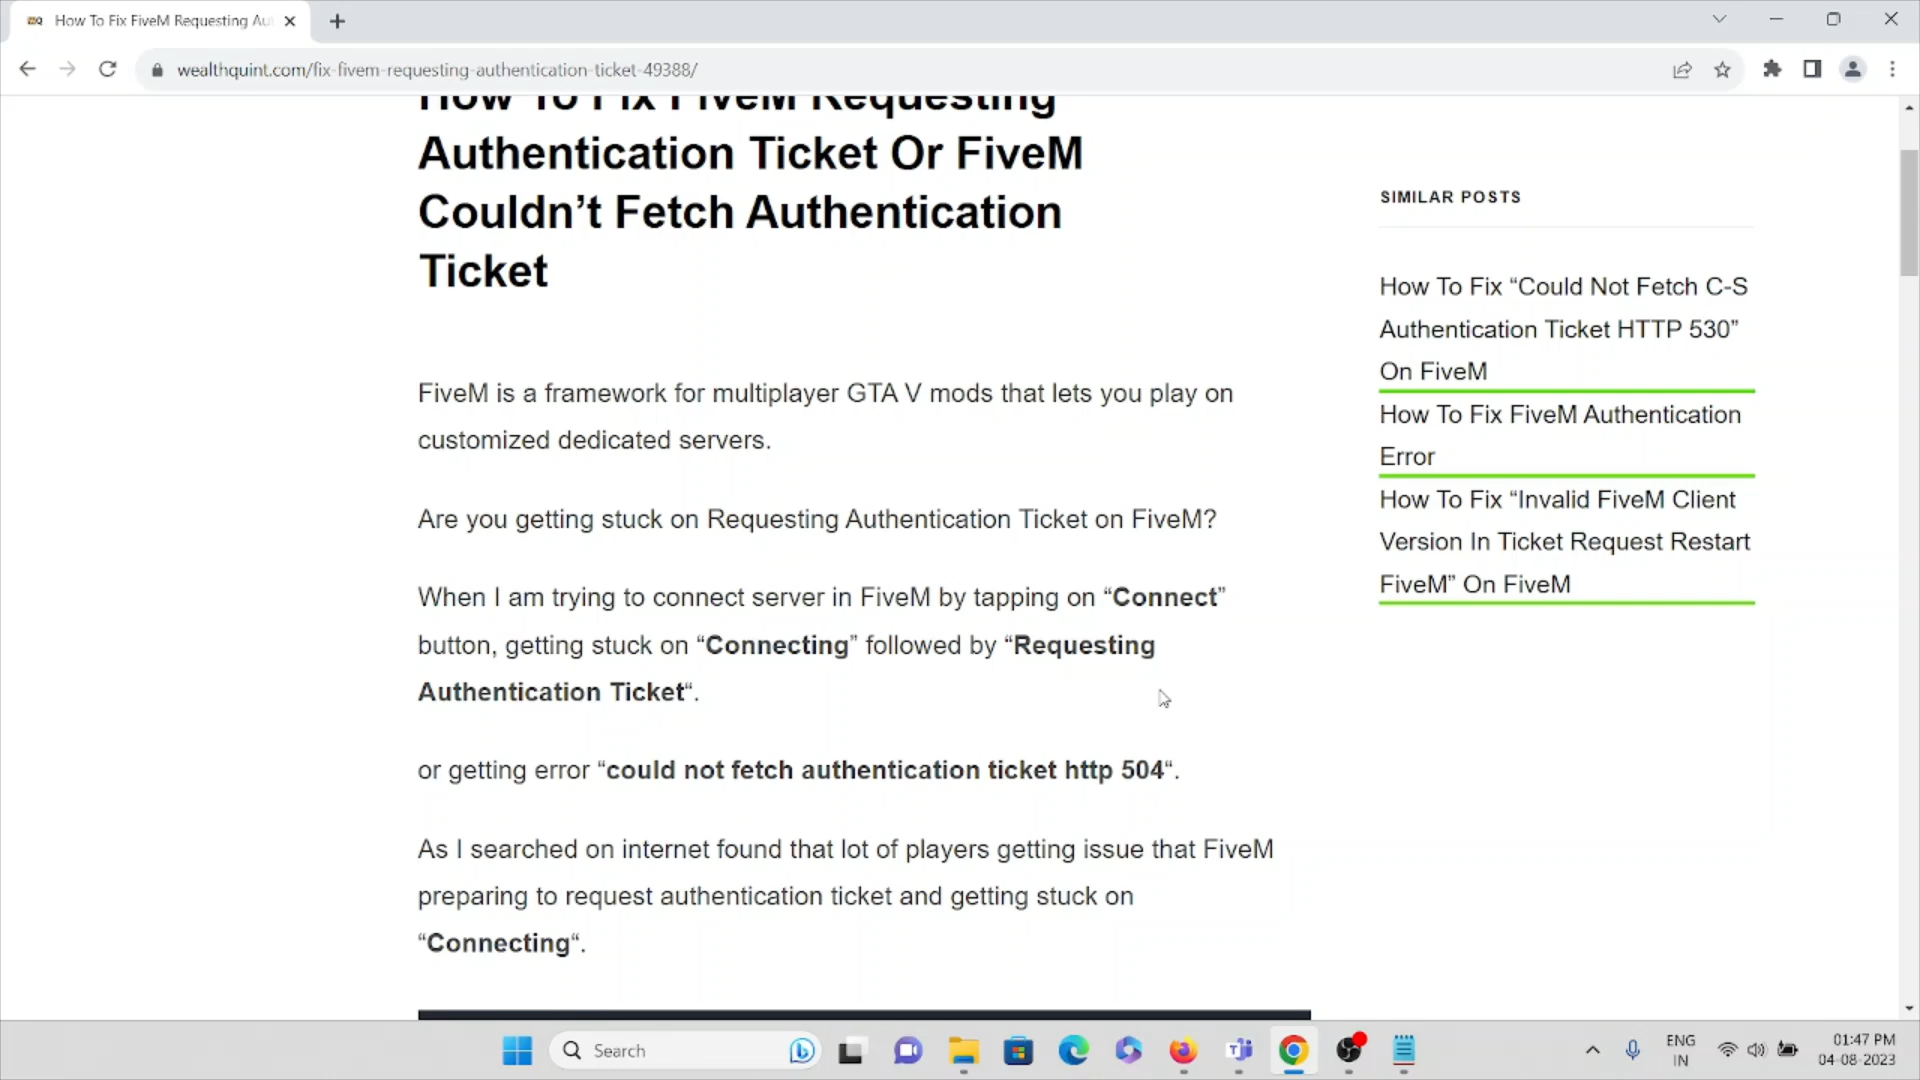 How To Fix FiveM Requesting Au
wealthquint.com/fix-fivem-requesting-authentication-ticket-49388/
How To Fix FiveM Requesting
Authentication Ticket Or FiveM
Couldn’t Fetch Authentication
Ticket
FiveM is a framework for multiplayer GTA V mods that lets you play on
customized dedicated servers.
Are you getting stuck on Requesting Authentication Ticket on FiveM?
When I am trying to connect server in FiveM by tapping on “Connect”
button, getting stuck on “Connecting” followed by “Requesting
Authentication Ticket“.
or getting error “could not fetch authentication ticket http 504“.
As I searched on internet found that lot of players getting issue that FiveM
preparing to request authentication ticket and getting stuck on
“Connecting“.
SIMILAR POSTS
How To Fix “Could Not Fetch C-S
Authentication Ticket HTTP 530”
On FiveM
How To Fix FiveM Authentication
Error
How To Fix “Invalid FiveM Client
Version In Ticket Request Restart
FiveM” On FiveM
Search
ENG
IN
01:47 PM
04-08-2023